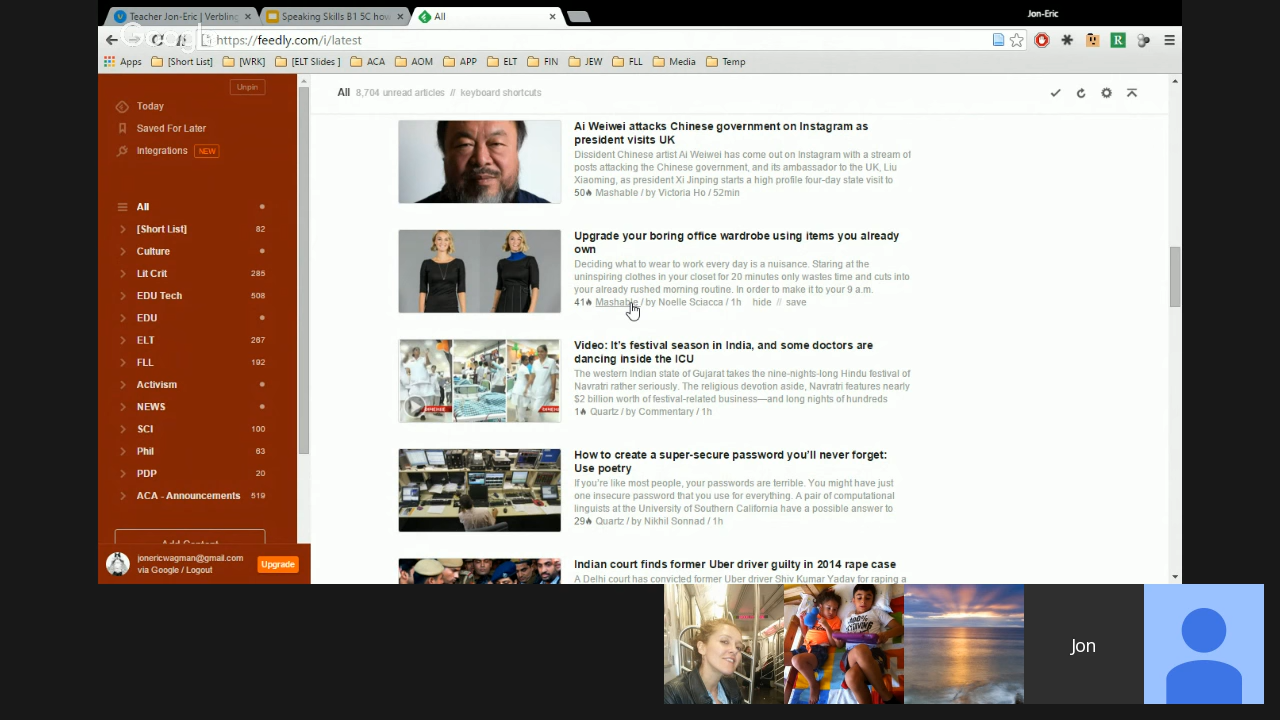 Teacher Jon-Eric | Verbling
Speaking Skills B1 5C how
All
Jon-Eric
https://feedly.com/i/latest
Apps
[Short List]
[WRK]
[ELT Slides ]
ACA
AOM
APP
ELT
FIN
JEW
FLL
Media
Temp
Unpin
Today
Saved For Later
Integrations NEW
All
[Short List] 82
Culture
Lit Crit 285
EDU Tech 508
EDU
ELT 267
FLL 192
Activism
NEWS
SCI 100
Phil 63
PDP 20
ACA - Announcements 519
Add Content
jonericwagman@gmail.com
via Google / Logout
Upgrade
All 8,704 unread articles // keyboard shortcuts
Ai Weiwei attacks Chinese government on Instagram as
president visits UK
Dissident Chinese artist Ai Weiwei has come out on Instagram with a stream of
posts attacking the Chinese government, and its ambassador to the UK, Liu
Xiaoming, as president Xi Jinping starts a high profile four-day state visit to
50 Mashable / by Victoria Ho / 52min
Upgrade your boring office wardrobe using items you already
own
Deciding what to wear to work every day is a nuisance. Staring at the
uninspiring clothes in your closet for 20 minutes only wastes time and cuts into
your already rushed morning routine. In order to make it to your 9 a.m.
41 Mashable / by Noelle Sciacca / 1h hide // save
Video: It's festival season in India, and some doctors are
dancing inside the ICU
The western Indian state of Gujarat takes the nine-nights-long Hindu festival of
Navratri rather seriously. The religious devotion aside, Navratri features nearly
$2 billion worth of festival-related business—and long nights of hundreds
1 Quartz / by Commentary / 1h
How to create a super-secure password you'll never forget:
Use poetry
If you're like most people, your passwords are terrible. You might have just
one insecure password that you use for everything. A pair of computational
linguists at the University of Southern California have a possible answer to
29 Quartz / by Nikhil Sonnad / 1h
Indian court finds former Uber driver guilty in 2014 rape case
A Delhi court has convicted former Uber driver Shiv Kumar Yadav for raping a
Jon